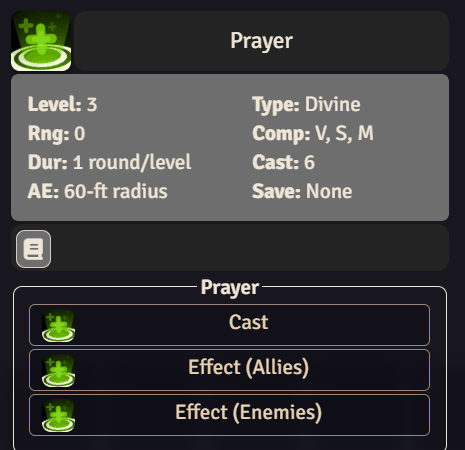 Prayer
Level: 3 Type: Divine
Rng: 0 Comp: V, S, M
Dur: 1 round/level Cast: 6
AE: 60-ft radius Save: None
Prayer
Cast
Effect (Allies)
Effect (Enemies)